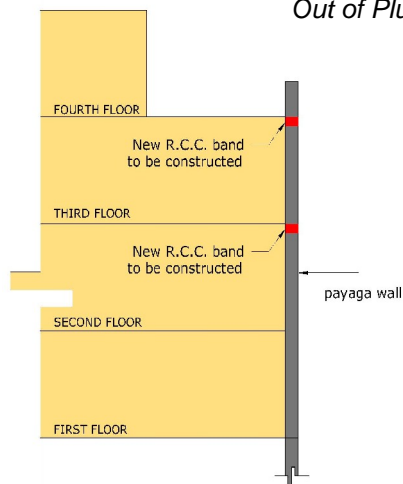 Out of Plu
FOURTH FLOOR
New R.C.C. band
to be constructed
THIRD FLOOR
New R.C.C. band
to be constructed
payaga wall
SECOND FLOOR
FIRST FLOOR